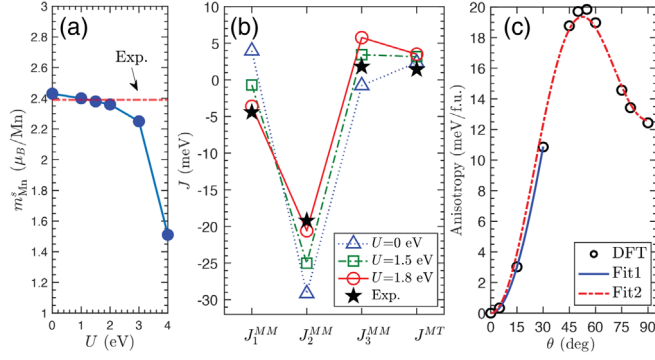 (a)
2.8
2.6
2.4
2.2
2
1.8
1.6
1.4
1.2
1
0 1 2 3 4
U (eV)
m^s_Mn (μ_B/Mn)
Exp.
(b)
10
5
0
-5
-10
-15
-20
-25
-30
J (meV)
J_1^MM J_2^MM J_3^MM J^MT
U=0 eV
U=1.5 eV
U=1.8 eV
Exp.
(c)
20
18
16
14
12
10
8
6
4
2
0
0 15 30 45 60 75 90
θ (deg)
Anisotropy (meV/f.u.)
DFT
Fit1
Fit2